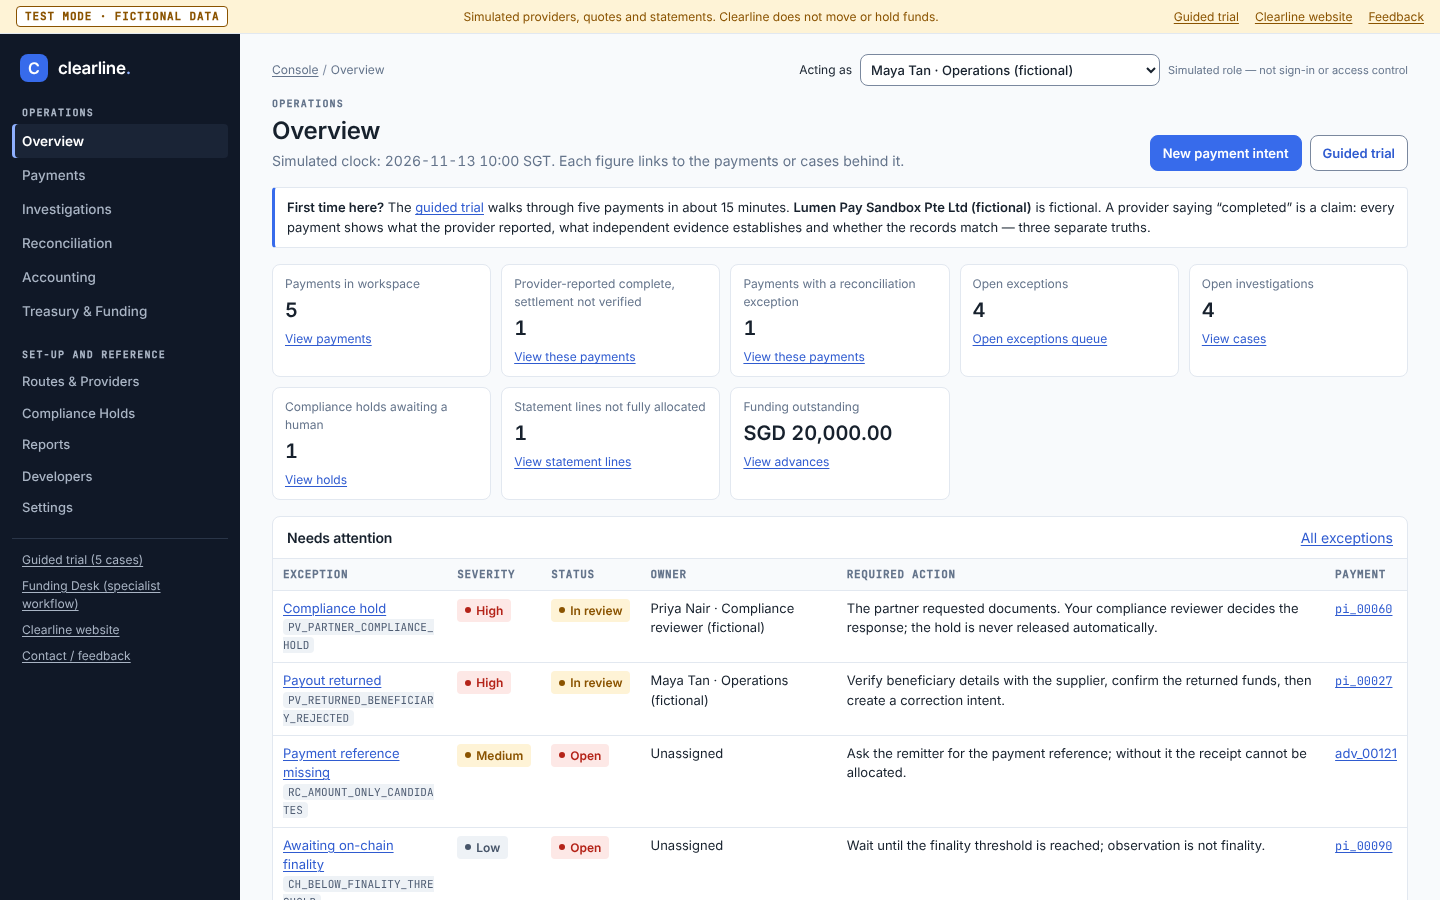 TEST MODE · FICTIONAL DATA
Simulated providers, quotes and statements. Clearline does not move or hold funds.
Guided trial
Clearline website
Feedback
C
clearline.
OPERATIONS
Overview
Payments
Investigations
Reconciliation
Accounting
Treasury & Funding
SET-UP AND REFERENCE
Routes & Providers
Compliance Holds
Reports
Developers
Settings
Guided trial (5 cases)
Funding Desk (specialist
workflow)
Clearline website
Contact / feedback
Console / Overview
Acting as
Maya Tan · Operations (fictional)
Simulated role — not sign-in or access control
OPERATIONS
Overview
Simulated clock: 2026-11-13 10:00 SGT. Each figure links to the payments or cases behind it.
New payment intent
Guided trial
First time here? The guided trial walks through five payments in about 15 minutes. Lumen Pay Sandbox Pte Ltd (fictional) is fictional. A provider saying “completed” is a claim: every
payment shows what the provider reported, what independent evidence establishes and whether the records match — three separate truths.
Payments in workspace
5
View payments
Provider-reported complete,
settlement not verified
1
View these payments
Payments with a reconciliation
exception
1
View these payments
Open exceptions
4
Open exceptions queue
Open investigations
4
View cases
Compliance holds awaiting a
human
1
View holds
Statement lines not fully allocated
1
View statement lines
Funding outstanding
SGD 20,000.00
View advances
Needs attention
All exceptions
EXCEPTION
SEVERITY
STATUS
OWNER
REQUIRED ACTION
PAYMENT
Compliance hold
PV_PARTNER_COMPLIANCE_
HOLD
High
In review
Priya Nair · Compliance
reviewer (fictional)
The partner requested documents. Your compliance reviewer decides the
response; the hold is never released automatically.
pi_00060
Payout returned
PV_RETURNED_BENEFICIAR
Y_REJECTED
High
In review
Maya Tan · Operations
(fictional)
Verify beneficiary details with the supplier, confirm the returned funds, then
create a correction intent.
pi_00027
Payment reference
missing
RC_AMOUNT_ONLY_CANDIDA
TES
Medium
Open
Unassigned
Ask the remitter for the payment reference; without it the receipt cannot be
allocated.
adv_00121
Awaiting on-chain
finality
CH_BELOW_FINALITY_THRE
Low
Open
Unassigned
Wait until the finality threshold is reached; observation is not finality.
pi_00090